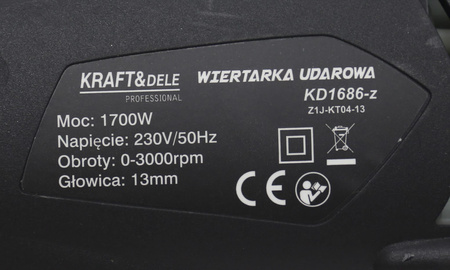 KRAFT&DELE
PROFESSIONAL
WIERTARKA UDAROWA
KD1686-z
Z1J-KT04-13
Moc: 1700W
Napięcie: 230V/50Hz
Obroty: 0-3000rpm
Głowica: 13mm
CE